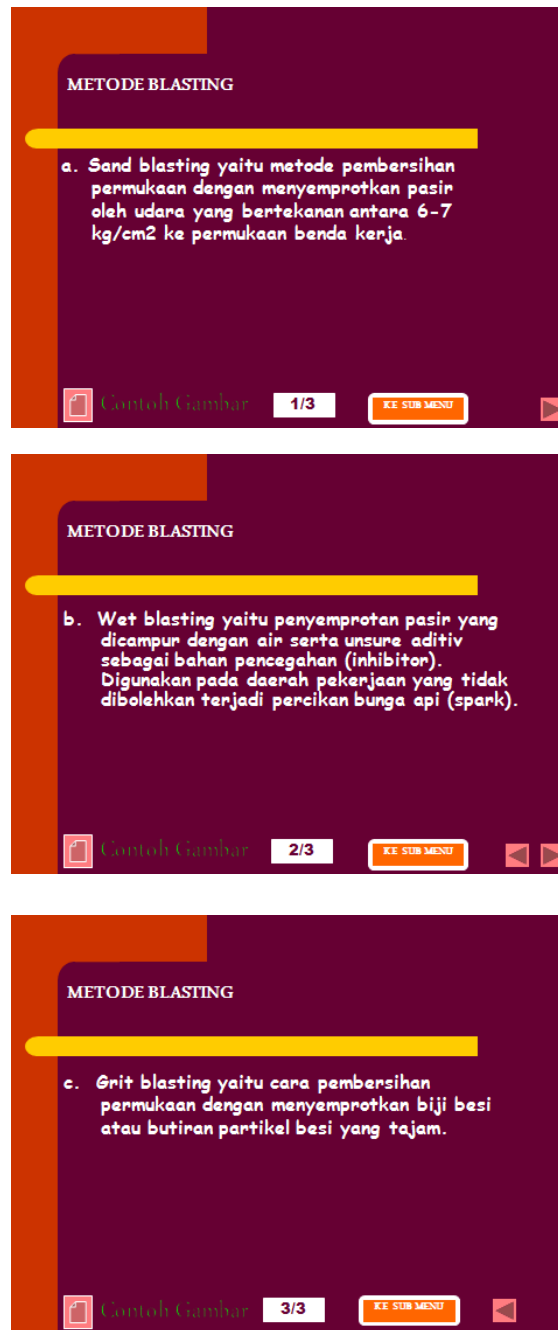 METODE BLASTING
a. Sand blasting yaitu metode pembersihan
permukaan dengan menyemprotkan pasir
oleh udara yang bertekanan antara 6-7
kg/cm2 ke permukaan benda kerja.
Contoh Gambar 1/3 KE SUB MENU
METODE BLASTING
b. Wet blasting yaitu penyemprotan pasir yang
dicampur dengan air serta unsure aditiv
sebagai bahan pencegahan (inhibitor).
Digunakan pada daerah pekerjaan yang tidak
dibolehkan terjadi percikan bunga api (spark).
Contoh Gambar 2/3 KE SUB MENU
METODE BLASTING
c. Grit blasting yaitu cara pembersihan
permukaan dengan menyemprotkan biji besi
atau butiran partikel besi yang tajam.
Contoh Gambar 3/3 KE SUB MENU